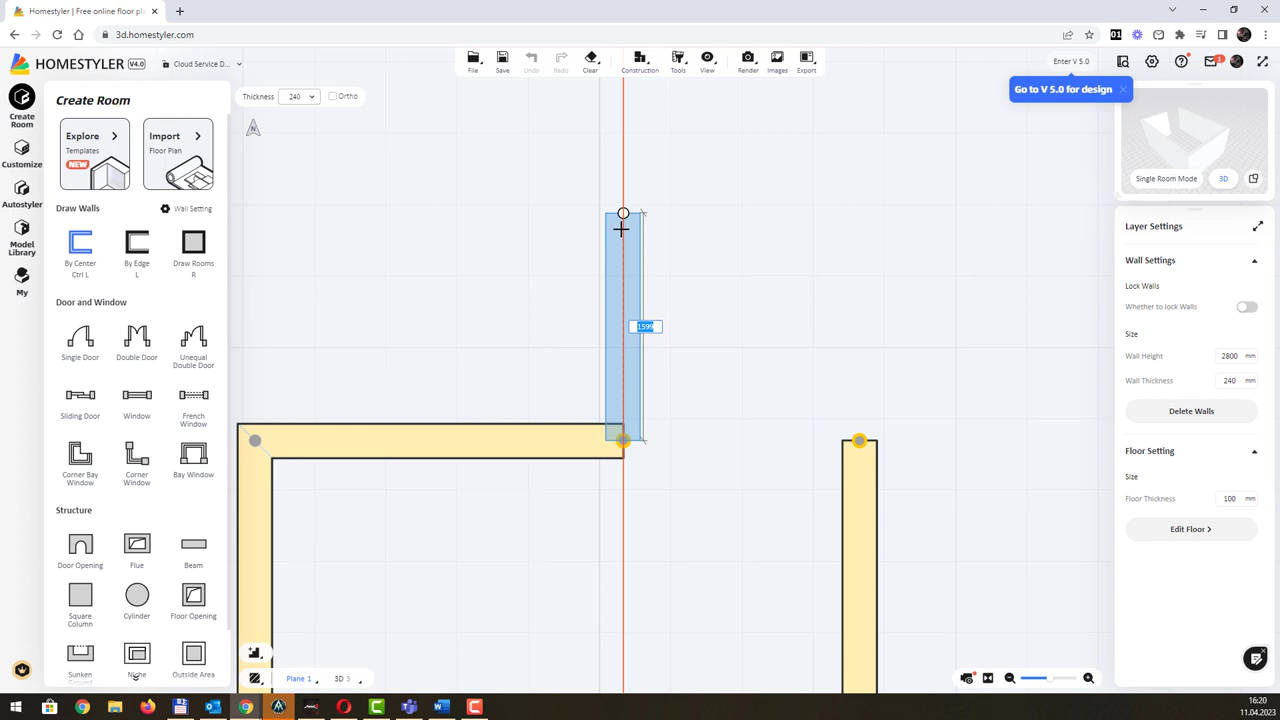 Homestyler | Free online floor pla
3d.homestyler.com
01
HOMESTYLER V4.0
Cloud Service D...
File
Save
Undo
Redo
Clear
Construction
Tools
View
Render
Images
Export
Enter V 5.0
1
Go to V 5.0 for design
Create Room
Customize
Autostyler
Model Library
My
Create Room
Explore
Templates
NEW
Import
Floor Plan
Draw Walls
Wall Setting
By Center
Ctrl L
By Edge
L
Draw Rooms
R
Door and Window
Single Door
Double Door
Unequal Double Door
Sliding Door
Window
French Window
Corner Bay Window
Corner Window
Bay Window
Structure
Door Opening
Flue
Beam
Square Column
Cylinder
Floor Opening
Sunken Ground
Niche
Outside Area
Thickness 240
Ortho
N
1599
Plane 1
3D 3
Single Room Mode
3D
Layer Settings
Wall Settings
Lock Walls
Whether to lock Walls
Size
Wall Height 2800 mm
Wall Thickness 240 mm
Delete Walls
Floor Setting
Size
Floor Thickness 100 mm
Edit Floor
16:20
11.04.2023